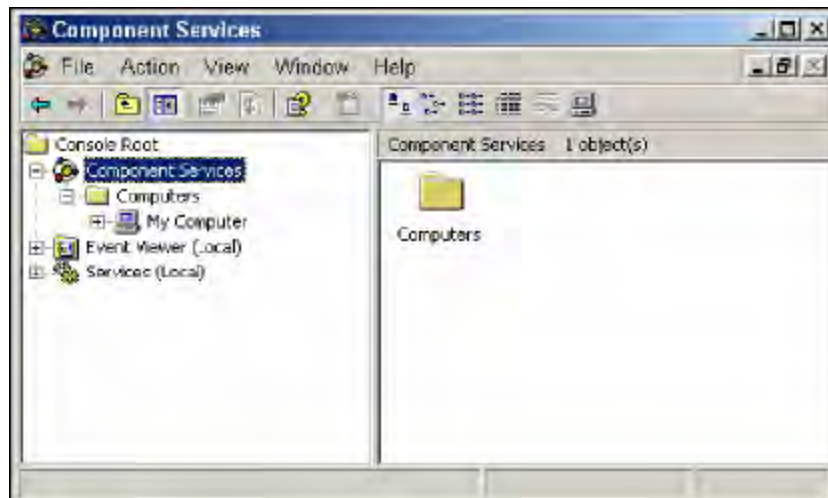 Component Services
File Action View Window Help
Console Root
Component Services
Computers
My Computer
Event Viewer (Local)
Services (Local)
Component Services 1 object(s)
Computers